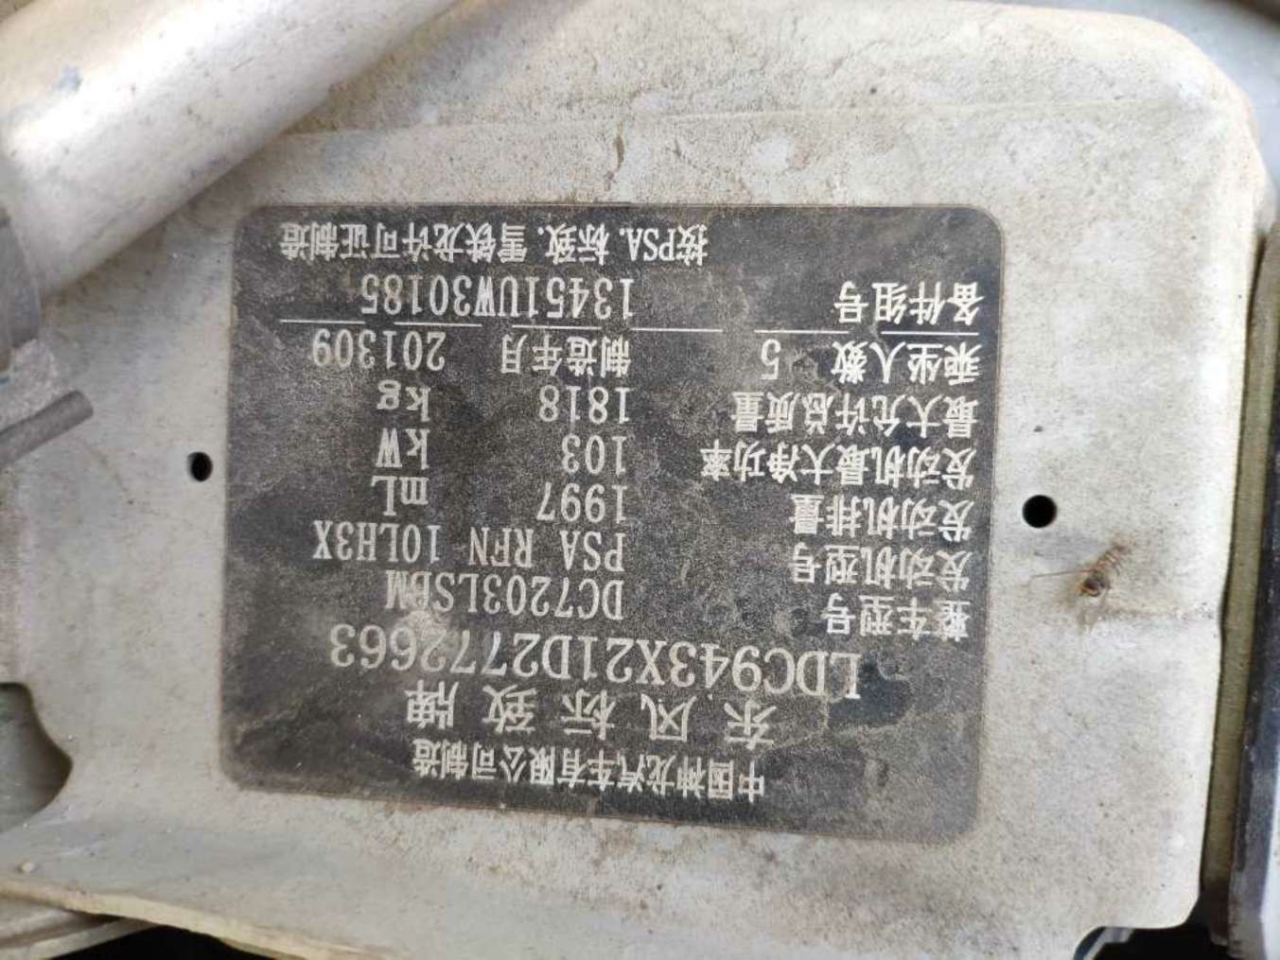 中国神龙汽车有限公司制造
东风标致牌
LDC943X21D2772663
整车型号 DC7203LSBM
发动机型号 PSA RFN 10LH3X
发动机排量 1997 mL
发动机最大净功率 103 kW
最大允许总质量 1818 kg
乘坐人数 5 制造年月 201309
备件组号 13451UW30185
按PSA.标致.雪铁龙许可证制造